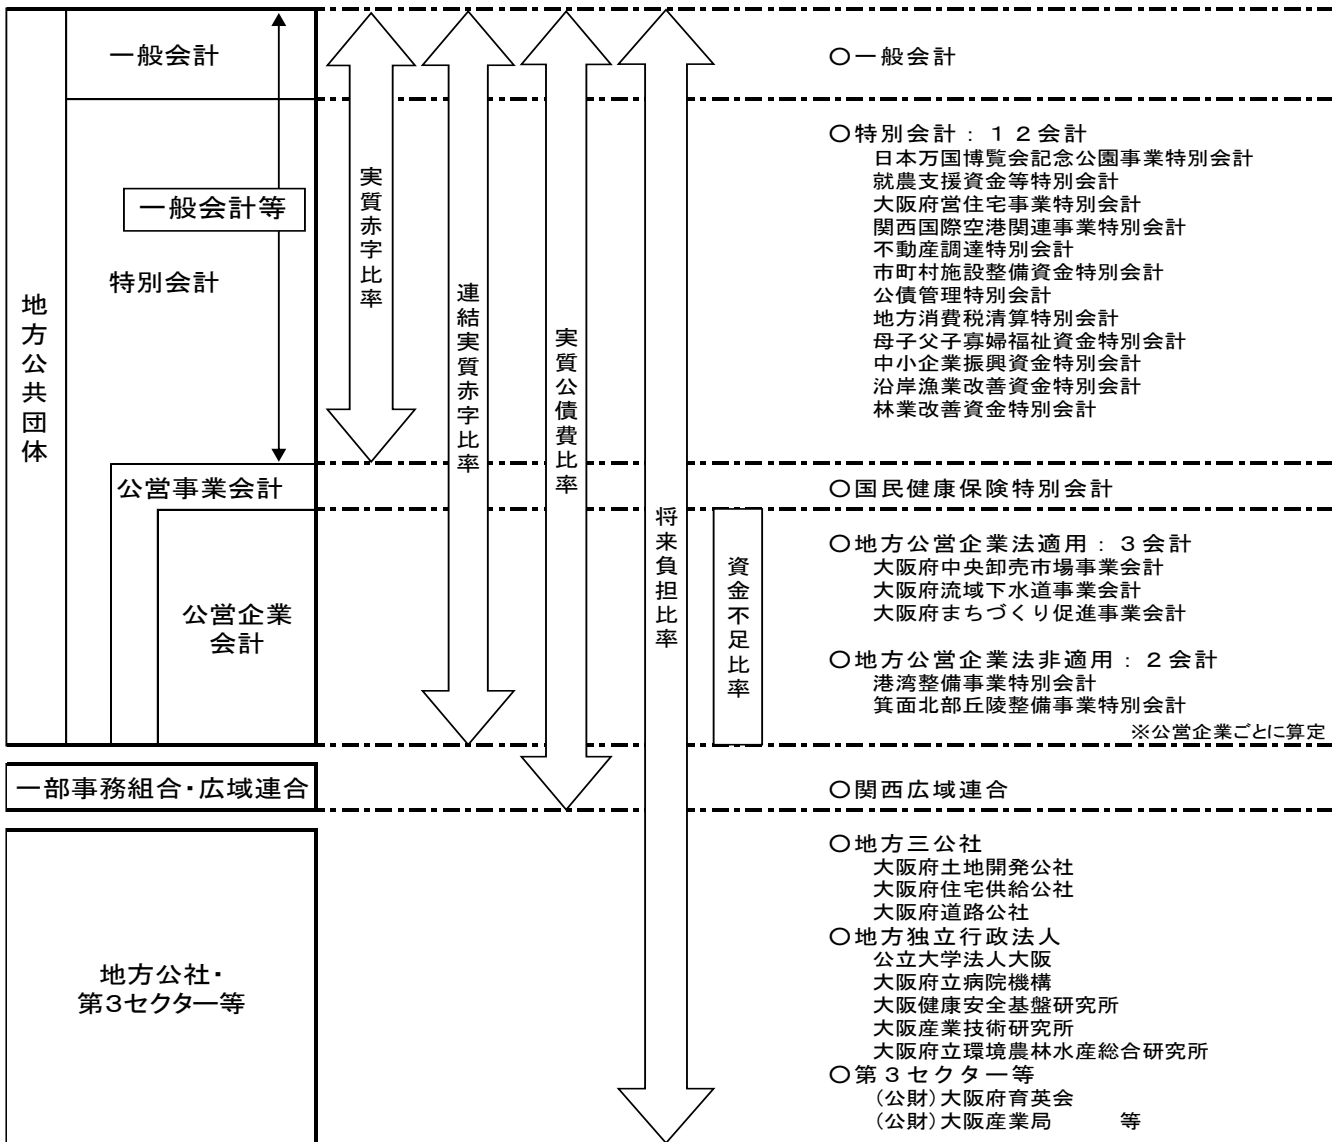 一般会計
特別会計
一般会計等
地方公共団体
公営事業会計
公営企業
会計
一部事務組合・広域連合
地方公社・
第3セクター等
実質赤字比率
連結実質赤字比率
実質公債費比率
将来負担比率
資金不足比率
○一般会計
○特別会計：１２会計
日本万国博覧会記念公園事業特別会計
就農支援資金等特別会計
大阪府営住宅事業特別会計
関西国際空港関連事業特別会計
不動産調達特別会計
市町村施設整備資金特別会計
公債管理特別会計
地方消費税清算特別会計
母子父子寡婦福祉資金特別会計
中小企業振興資金特別会計
沿岸漁業改善資金特別会計
林業改善資金特別会計
○国民健康保険特別会計
○地方公営企業法適用：３会計
大阪府中央卸売市場事業会計
大阪府流域下水道事業会計
大阪府まちづくり促進事業会計
○地方公営企業法非適用：２会計
港湾整備事業特別会計
箕面北部丘陵整備事業特別会計
※公営企業ごとに算定
○関西広域連合
○地方三公社
大阪府土地開発公社
大阪府住宅供給公社
大阪府道路公社
○地方独立行政法人
公立大学法人大阪
大阪府立病院機構
大阪健康安全基盤研究所
大阪産業技術研究所
大阪府立環境農林水産総合研究所
○第３セクター等
(公財)大阪府育英会
(公財)大阪産業局　　　等